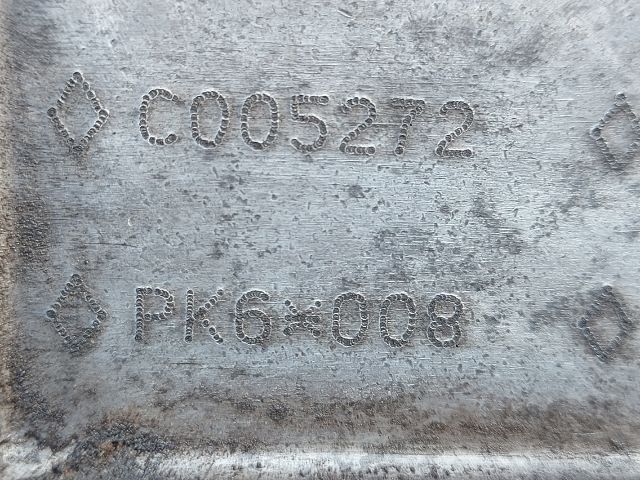 ◇ C005272 ◇
◇ PK6*008 ◇